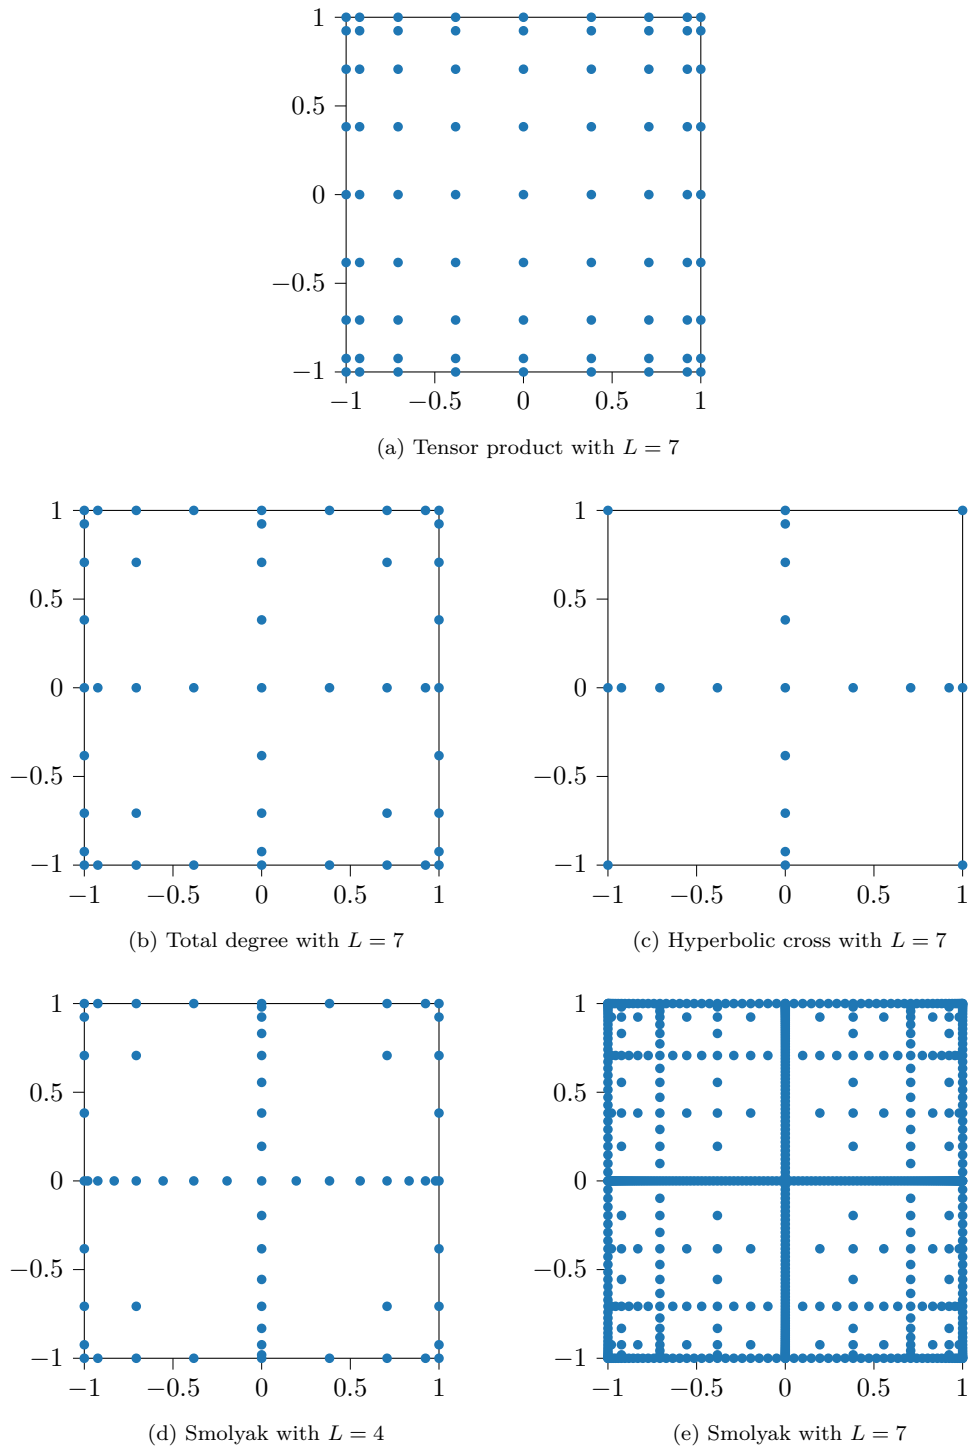 1
0.5
0
−0.5
−1
−1 −0.5 0 0.5 1
(a) Tensor product with L = 7
1
0.5
0
−0.5
−1
−1 −0.5 0 0.5 1
(b) Total degree with L = 7
1
0.5
0
−0.5
−1
−1 −0.5 0 0.5 1
(c) Hyperbolic cross with L = 7
1
0.5
0
−0.5
−1
−1 −0.5 0 0.5 1
(d) Smolyak with L = 4
1
0.5
0
−0.5
−1
−1 −0.5 0 0.5 1
(e) Smolyak with L = 7